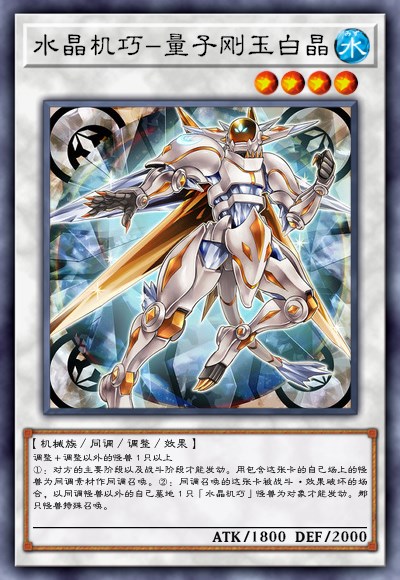 水晶机巧-量子刚玉白晶
水
【机械族/同调/调整/效果】
调整+调整以外的怪兽1只以上
①:对方的主要阶段以及战斗阶段才能发动。用包含这张卡的自己场上的怪
兽为同调素材作同调召唤。②:同调召唤的这张卡被战斗·效果破坏的场
合,以同调怪兽以外的自己墓地1只「水晶机巧」怪兽为对象才能发动。那
只怪兽特殊召唤。
ATK/1800 DEF/2000